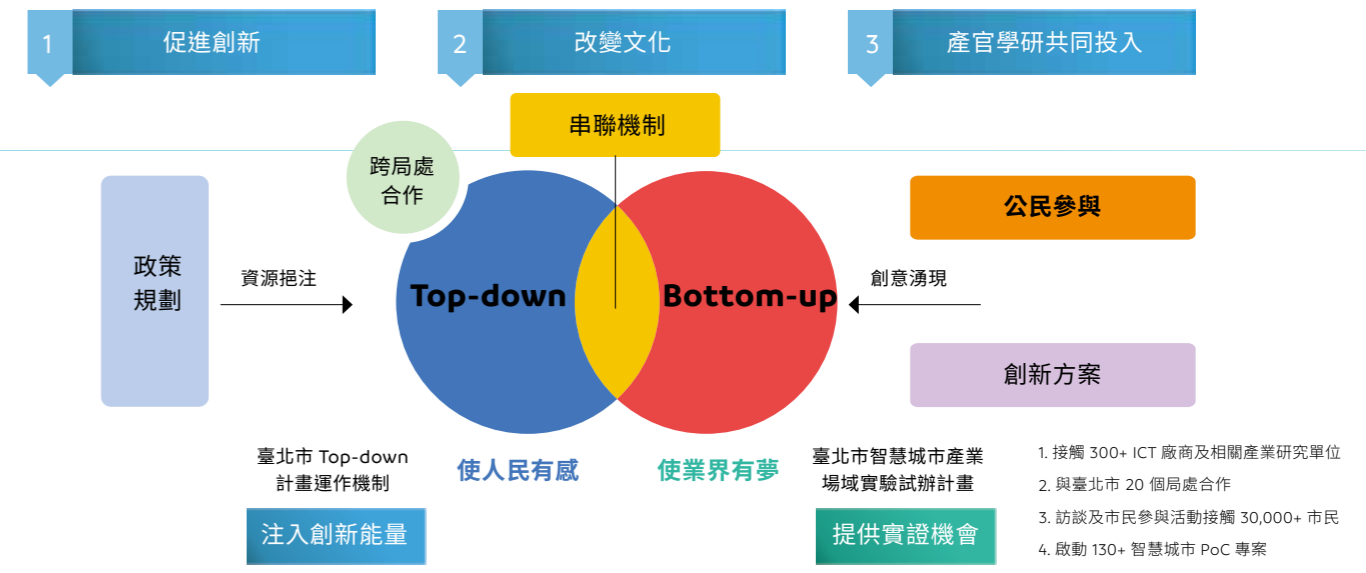 1
促進創新
2
改變文化
3
產官學研共同投入
串聯機制
跨局處
合作
政策
規劃
資源挹注
Top-down
Bottom-up
創意湧現
公民參與
創新方案
臺北市 Top-down
計畫運作機制
注入創新能量
使人民有感
使業界有夢
臺北市智慧城市產業
場域實驗試辦計畫
提供實證機會
1. 接觸 300+ ICT 廠商及相關產業研究單位
2. 與臺北市 20 個局處合作
3. 訪談及市民參與活動接觸 30,000+ 市民
4. 啟動 130+ 智慧城市 PoC 專案